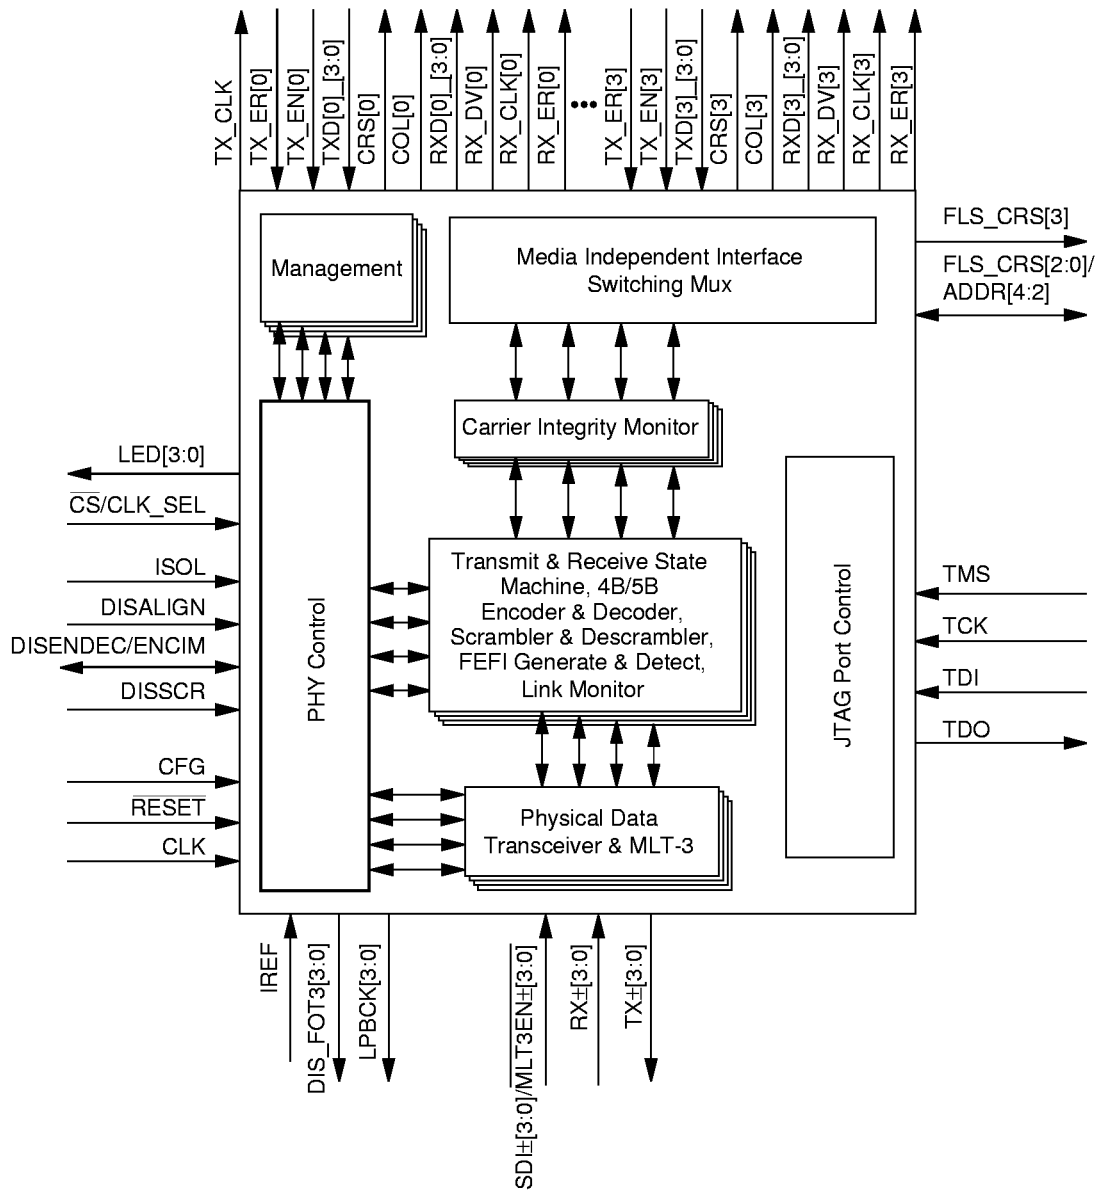 TX_CLK
TX_ER[0]
TX_EN[0]
TXD[0]_[3:0]
CRS[0]
COL[0]
RXD[0]_[3:0]
RX_DV[0]
RX_CLK[0]
RX_ER[0]
•••
TX_ER[3]
TX_EN[3]
TXD[3]_[3:0]
CRS[3]
COL[3]
RXD[3]_[3:0]
RX_DV[3]
RX_CLK[3]
RX_ER[3]
Management
Media Independent Interface
Switching Mux
FLS_CRS[3]
FLS_CRS[2:0]/
ADDR[4:2]
Carrier Integrity Monitor
LED[3:0]
C̅S̅/CLK_SEL
ISOL
DISALIGN
DISENDEC/ENCIM
DISSCR
CFG
R̅E̅S̅E̅T̅
CLK
PHY Control
Transmit & Receive State
Machine, 4B/5B
Encoder & Decoder,
Scrambler & Descrambler,
FEFI Generate & Detect,
Link Monitor
Physical Data
Transceiver & MLT-3
JTAG Port Control
TMS
TCK
TDI
TDO
IREF
DIS_FOT3[3:0]
LPBCK[3:0]
SDI±[3:0]/M̅L̅T̅3̅E̅N̅±̅[̅3̅:̅0̅]̅
RX±[3:0]
TX±[3:0]